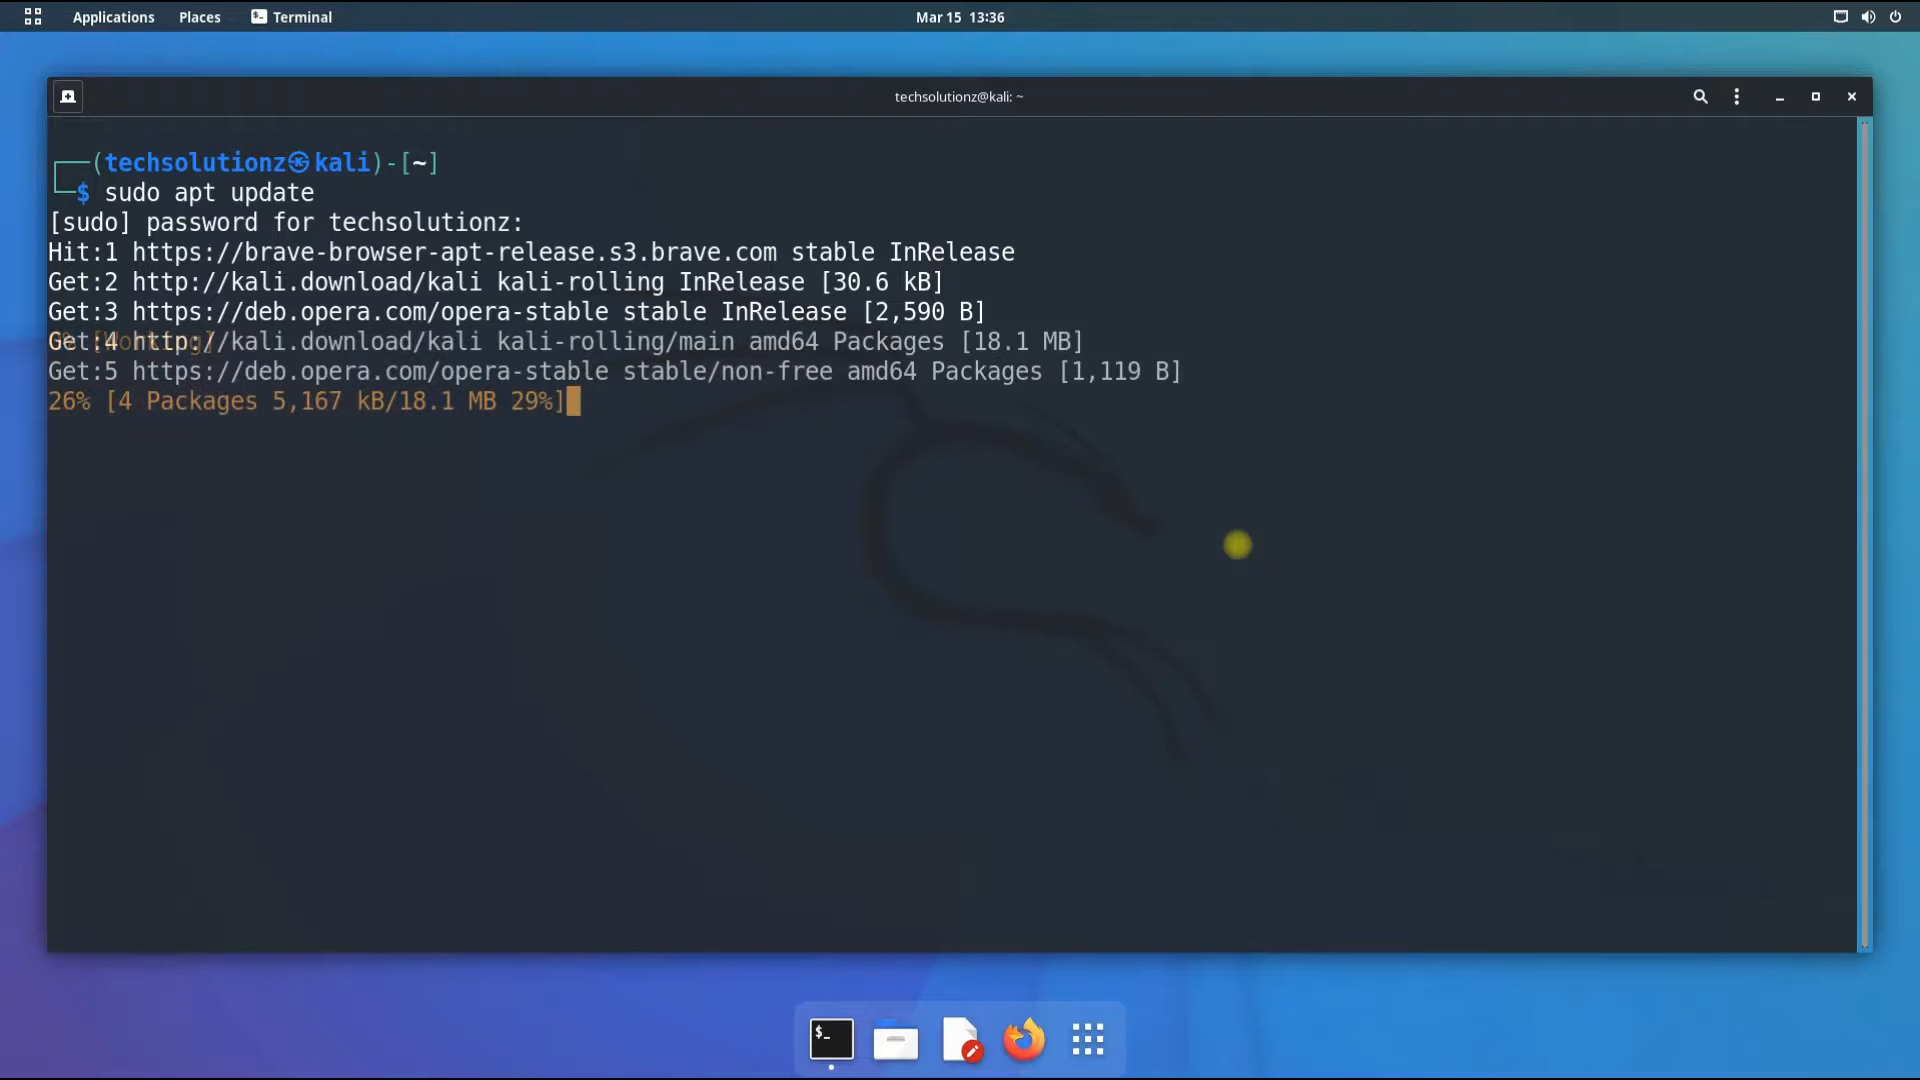 Applications Places Terminal Mar 15 13:36
techsolutionz@kali: ~
(techsolutionz㉿kali)-[~]
$ sudo apt update
[sudo] password for techsolutionz:
Hit:1 https://brave-browser-apt-release.s3.brave.com stable InRelease
Get:2 http://kali.download/kali kali-rolling InRelease [30.6 kB]
Get:3 https://deb.opera.com/opera-stable stable InRelease [2,590 B]
Get:4 http://kali.download/kali kali-rolling/main amd64 Packages [18.1 MB]
Get:5 https://deb.opera.com/opera-stable stable/non-free amd64 Packages [1,119 B]
26% [4 Packages 5,167 kB/18.1 MB 29%]
$_